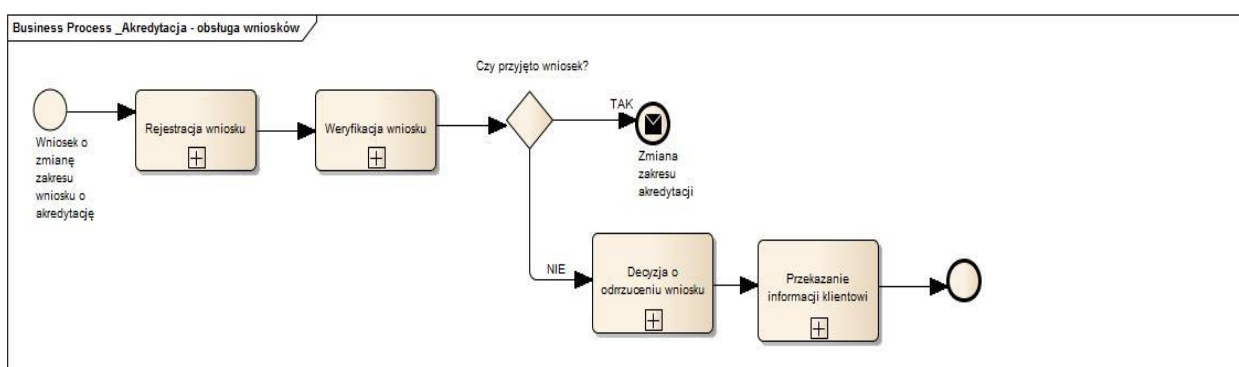 Business Process _Akredytacja - obsługa wniosków
Czy przyjęto wniosek?
Rejestracja wniosku
Weryfikacja wniosku
TAK
Wniosek o
zmianę
zakresu
wniosku o
akredytację
Zmiana
zakresu
akredytacji
NIE
Decyzja o
odrrzuceniu wniosku
Przekazanie
informacji klientowi